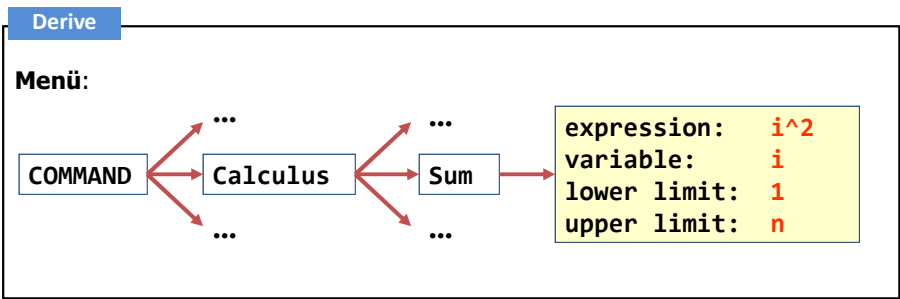 Derive
Menü:
... ...
COMMAND Calculus Sum
... ...
expression: i^2
variable: i
lower limit: 1
upper limit: n